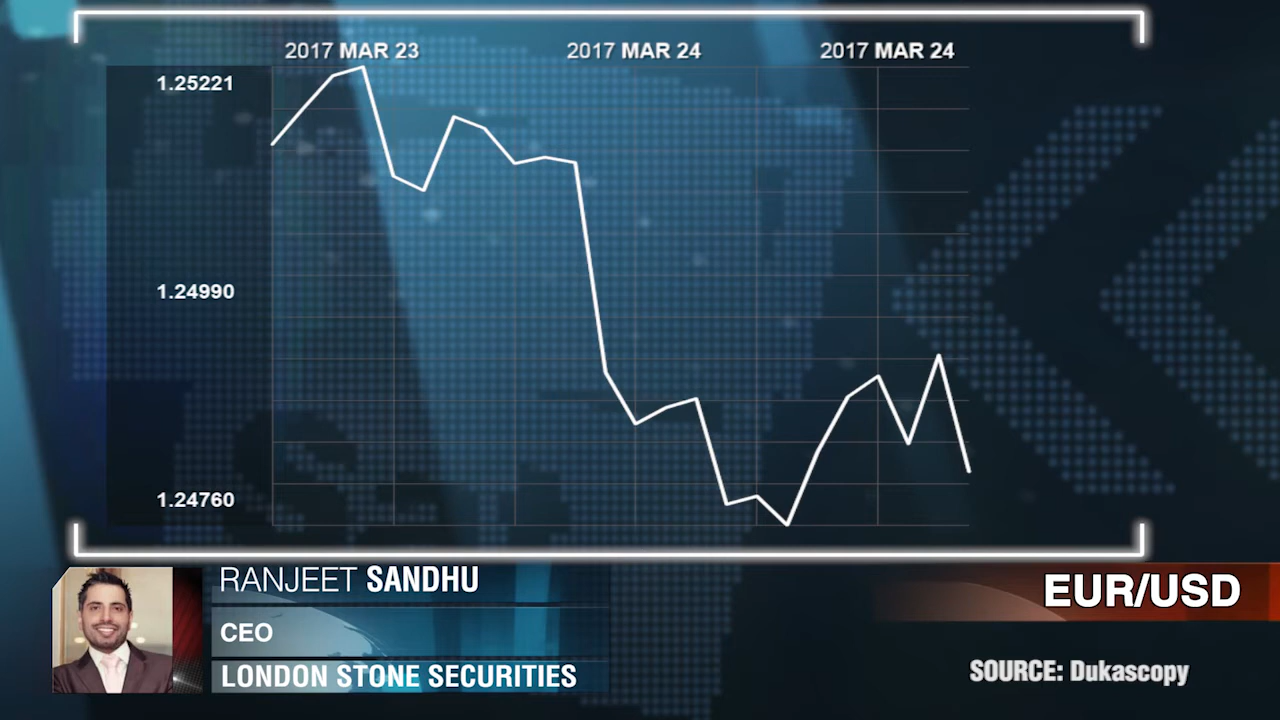 2017 MAR 23 2017 MAR 24 2017 MAR 24
1.25221
1.24990
1.24760
RANJEET SANDHU
CEO
LONDON STONE SECURITIES
EUR/USD
SOURCE: Dukascopy